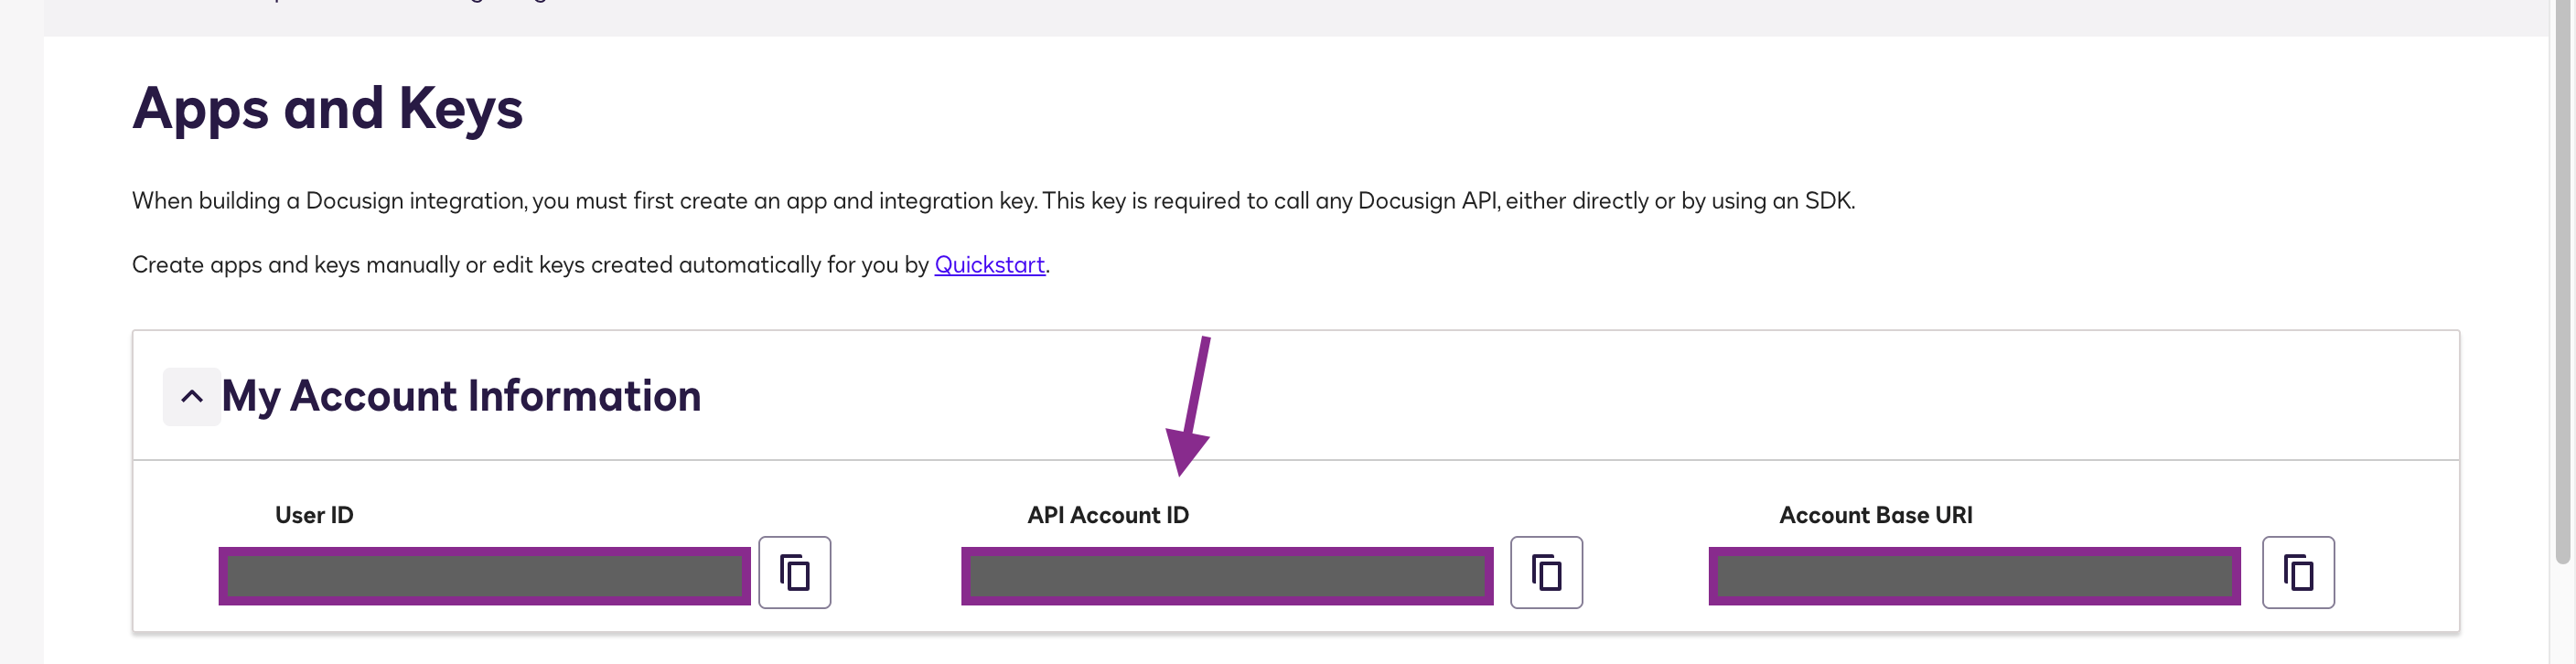 Apps and Keys
When building a Docusign integration, you must first create an app and integration key. This key is required to call any Docusign API, either directly or by using an SDK.
Create apps and keys manually or edit keys created automatically for you by Quickstart.
My Account Information
User ID
API Account ID
Account Base URI